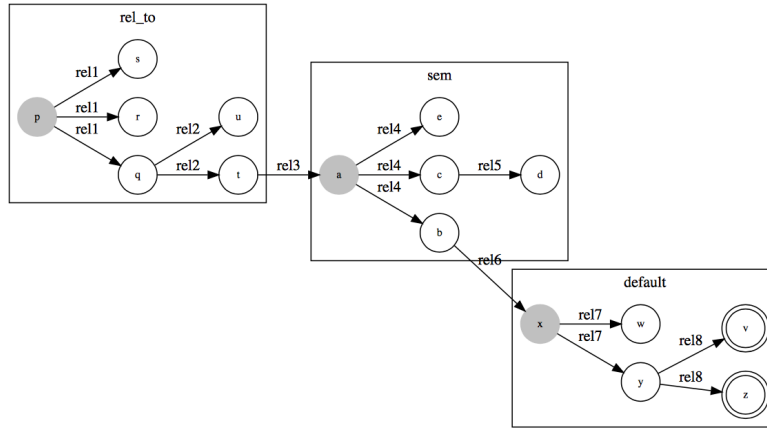 rel_to
s
rel1
p
rel1
r
rel1
q
rel2
u
rel2
t
rel3
sem
a
rel4
e
rel4
c
rel5
d
rel4
b
rel6
default
x
rel7
w
rel7
y
rel8
v
rel8
z